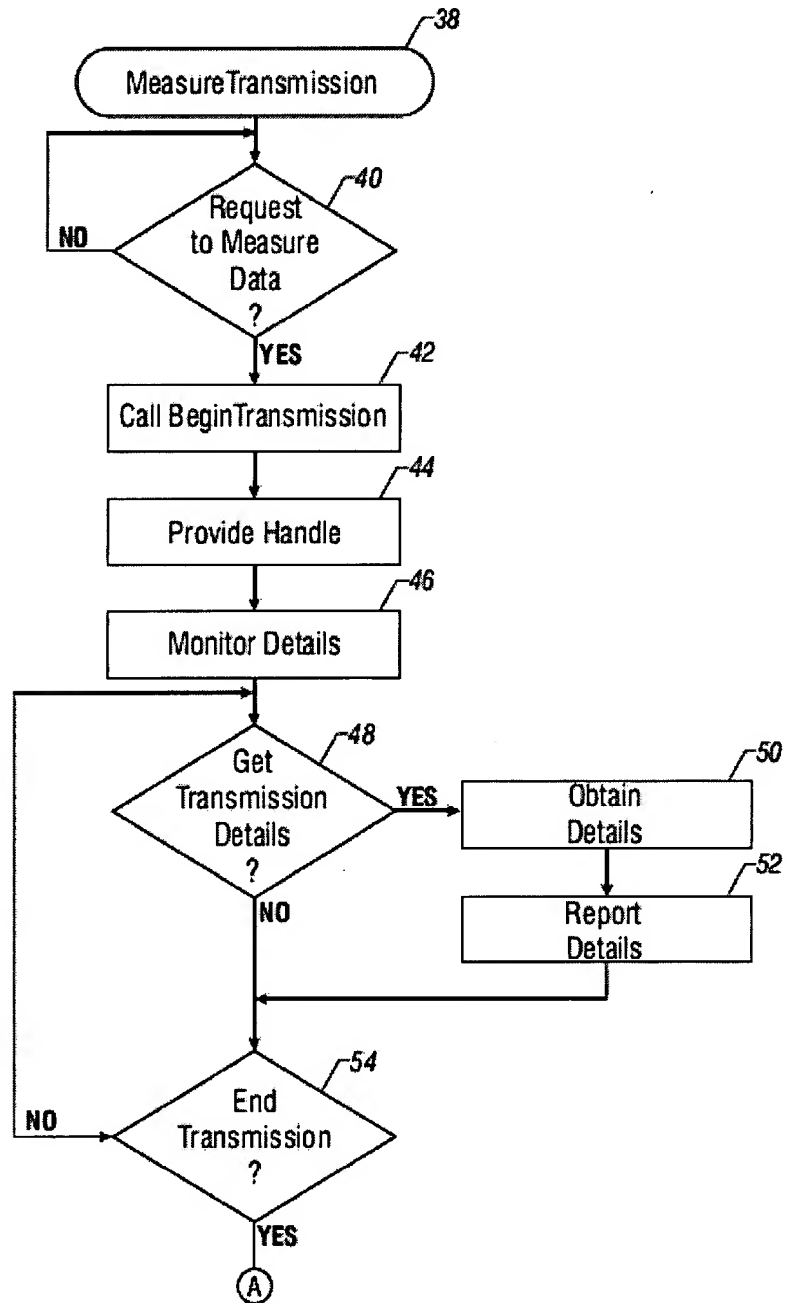 38
MeasureTransmission
40
Request
to Measure
Data
?
NO
YES
42
Call BeginTransmission
44
Provide Handle
46
Monitor Details
48
Get
Transmission
Details
?
YES
NO
50
Obtain
Details
52
Report
Details
54
End
Transmission
?
NO
YES
A